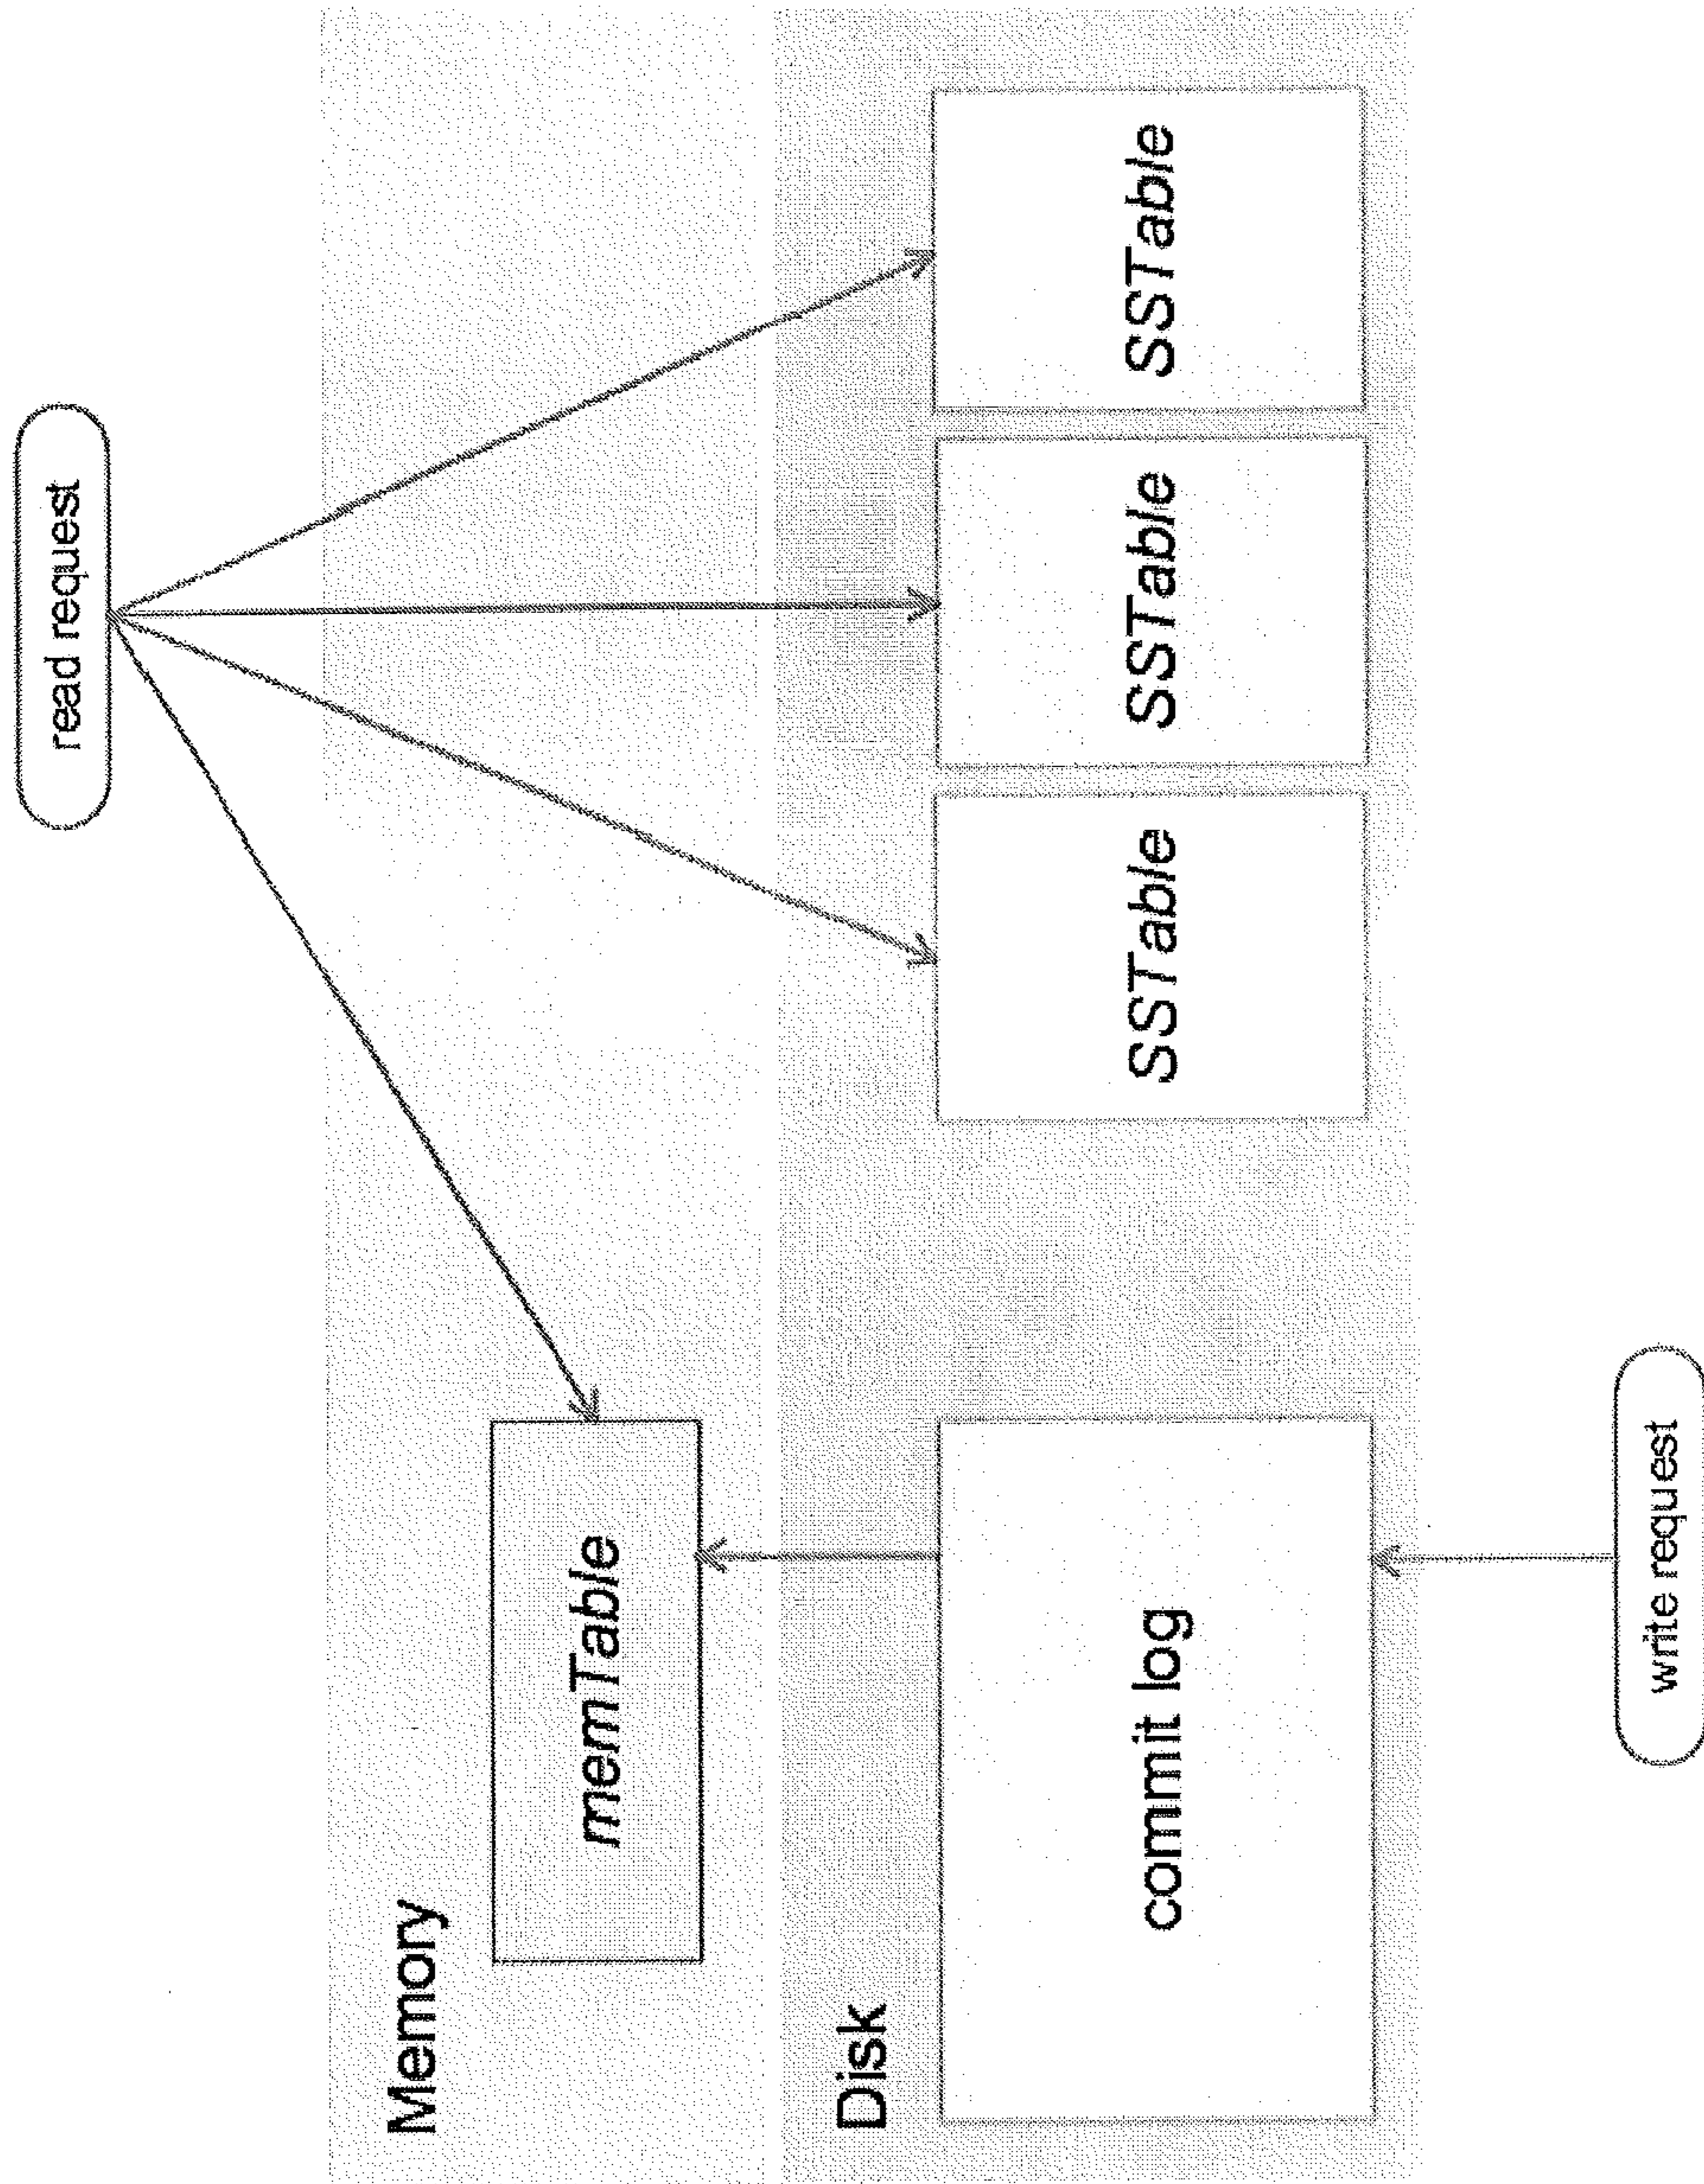 read request
Memory
memTable
Disk
commit log
SSTable
SSTable
SSTable
write request